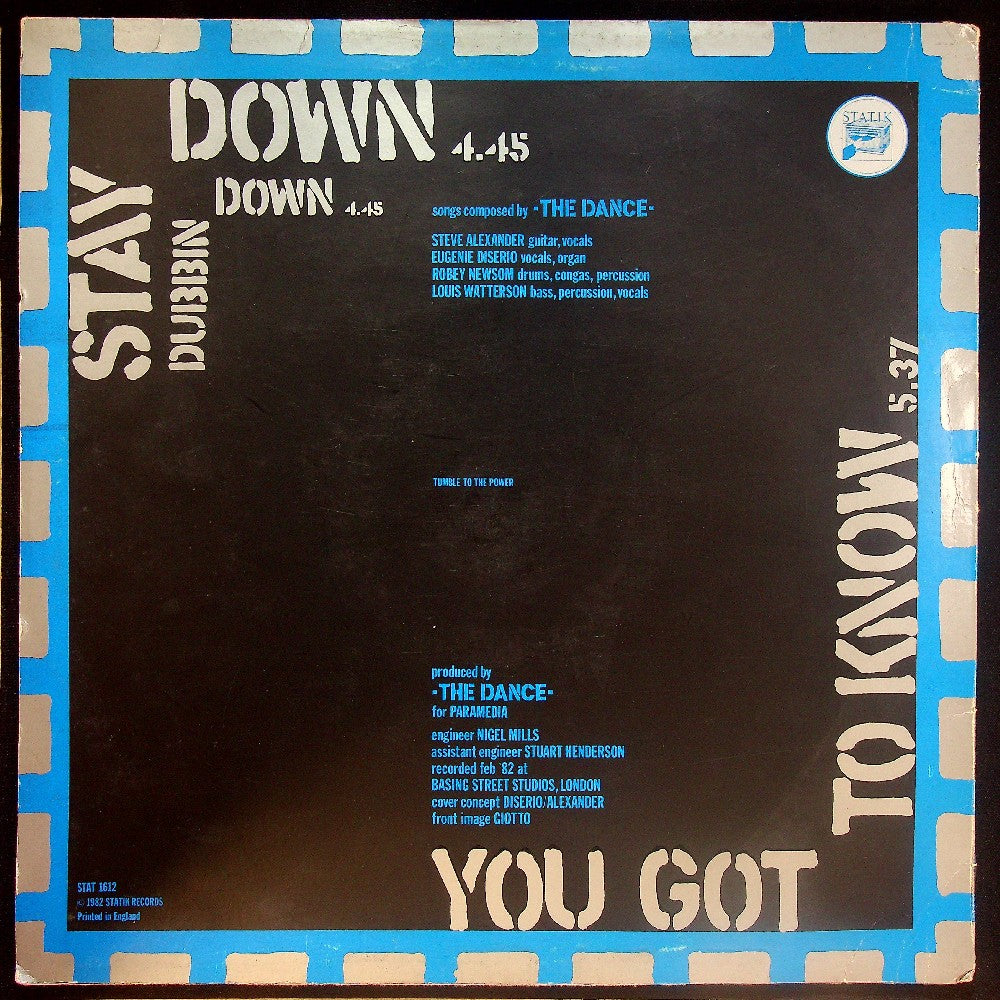 STAY DOWN 4.45
DUBBIN DOWN 4.45
STATIK
songs composed by -THE DANCE-
STEVE ALEXANDER guitar, vocals
EUGENIE DISERIO vocals, organ
ROBEY NEWSOM drums, congas, percussion
LOUIS WATTERSON bass, percussion, vocals
TUMBLE TO THE POWER
produced by
-THE DANCE-
for PARAMEDIA
engineer NIGEL MILLS
assistant engineer STUART HENDERSON
recorded feb '82 at
BASING STREET STUDIOS, LONDON
cover concept DISERIO/ALEXANDER
front image GIOTTO
YOU GOT
TO KNOW 5.37
STAT 1612
© 1982 STATIK RECORDS
Printed in England